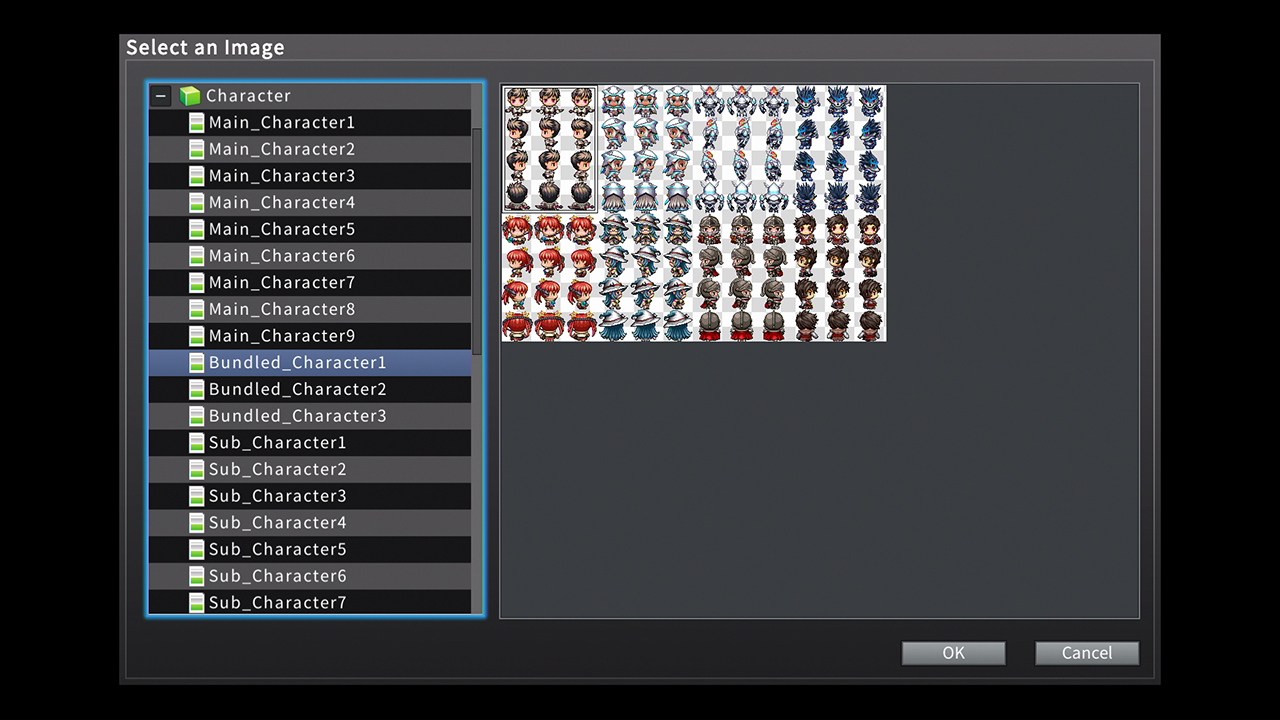 Select an Image
Character
Main_Character1
Main_Character2
Main_Character3
Main_Character4
Main_Character5
Main_Character6
Main_Character7
Main_Character8
Main_Character9
Bundled_Character1
Bundled_Character2
Bundled_Character3
Sub_Character1
Sub_Character2
Sub_Character3
Sub_Character4
Sub_Character5
Sub_Character6
Sub_Character7
OK
Cancel